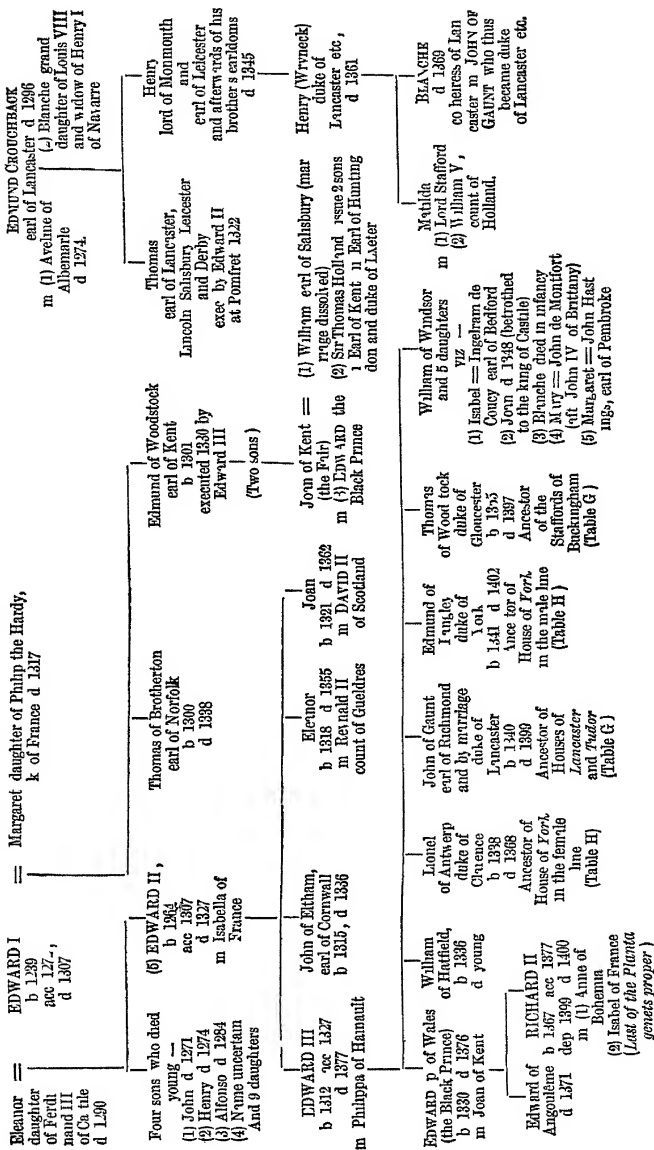 Eleanor
daughter
of Ferdi
nand III
of Ca tile
d 1290
=
EDWARD I
b 1239
acc 127-,
d 1307
=
Margaret daughter of Philip the Hardy,
k of France d 1317
EDMUND CROUCHBACK
earl of Lancaster d 1296
m (1) Aveline of
Albemarle
d 1274.
(-) Blanche grand
daughter of Louis VIII
and widow of Henry I
of Navarre
Four sons who died
young —
(1) John d 1271
(2) Henry d 1274
(3) Alfonso d 1284
(4) Name uncertain
And 9 daughters
(5) EDWARD II,
b 1264
acc 1307
d 1327
m Isabella of
France
Thomas of Brotherton
earl of Norfolk
b 1300
d 1338
Edmund of Woodstock
earl of Kent
b 1301
executed 1330 by
Edward III
(Two sons)
Thomas
earl of Lancaster,
Lincoln Salisbury Leicester
and Derby
exec by Edward II
at Pomfret 1322
Henry
lord of Monmouth
and
earl of Leicester
and afterwards of his
brother s earldoms
d 1345
EDWARD III
b 1312 acc 1327
d 1377
m Philippa of Hainault
John of Eltham,
earl of Cornwall
b 1315, d 1336
Eleanor
b 1318 d 1355
m Reynald II
count of Gueldres
Joan
b 1321 d 1362
m DAVID II
of Scotland
Joan of Kent =
(the Fair)
m (3) EDWARD the
Black Prince
(1) William earl of Salisbury (mar
riage dissolved)
(2) Sir Thomas Holland issue 2 sons
1 Earl of Kent 11 Earl of Hunting
don and duke of Exeter
Henry (Wryneck)
duke of
Lancaster etc,
d 1361
EDWARD p of Wales
(the Black Prince)
b 1330 d 1376
m Joan of Kent
William
of Hatfield,
b 1336
d young
Lionel
of Antwerp
duke of
Clarence
b 1338
d 1368
Ancestor of
House of York
in the female
line
(Table H)
John of Gaunt
earl of Richmond
and by marriage
duke of
Lancaster
b 1340
d 1399
Ancestor of
Houses of
Lancaster
and Tudor
(Table G)
Edmund of
Langley
duke of
York
b 1341 d 1402
Ance tor of
House of York
in the male line
(Table H)
Thomas
of Wood tock
duke of
Gloucester
b 1355
d 1397
Ancestor
of the
Staffords of
Buckingham
(Table G)
William of Windsor
and 5 daughters
viz —
(1) Isabel = Ingelram de
Coucy earl of Bedford
(2) Joan d 1348 (betrothed
to the king of Castile)
(3) Blanche died in infancy
(4) Mary = John de Montfort
(aft John IV of Brittany)
(5) Margaret = John Hast
ings, earl of Pembroke
Matilda
m (1) Lord Stafford
(2) William V,
count of
Holland.
BLANCHE
d 1369
co heiress of Lan
caster m JOHN OF
GAUNT who thus
became duke
of Lancaster etc.
Edward of
Angoulême
d 1371
RICHARD II
b 1367 acc 1377
dep 1399 d 1400
m (1) Anne of
Bohemia
(2) Isabel of France
(Last of the Planta
genets proper)